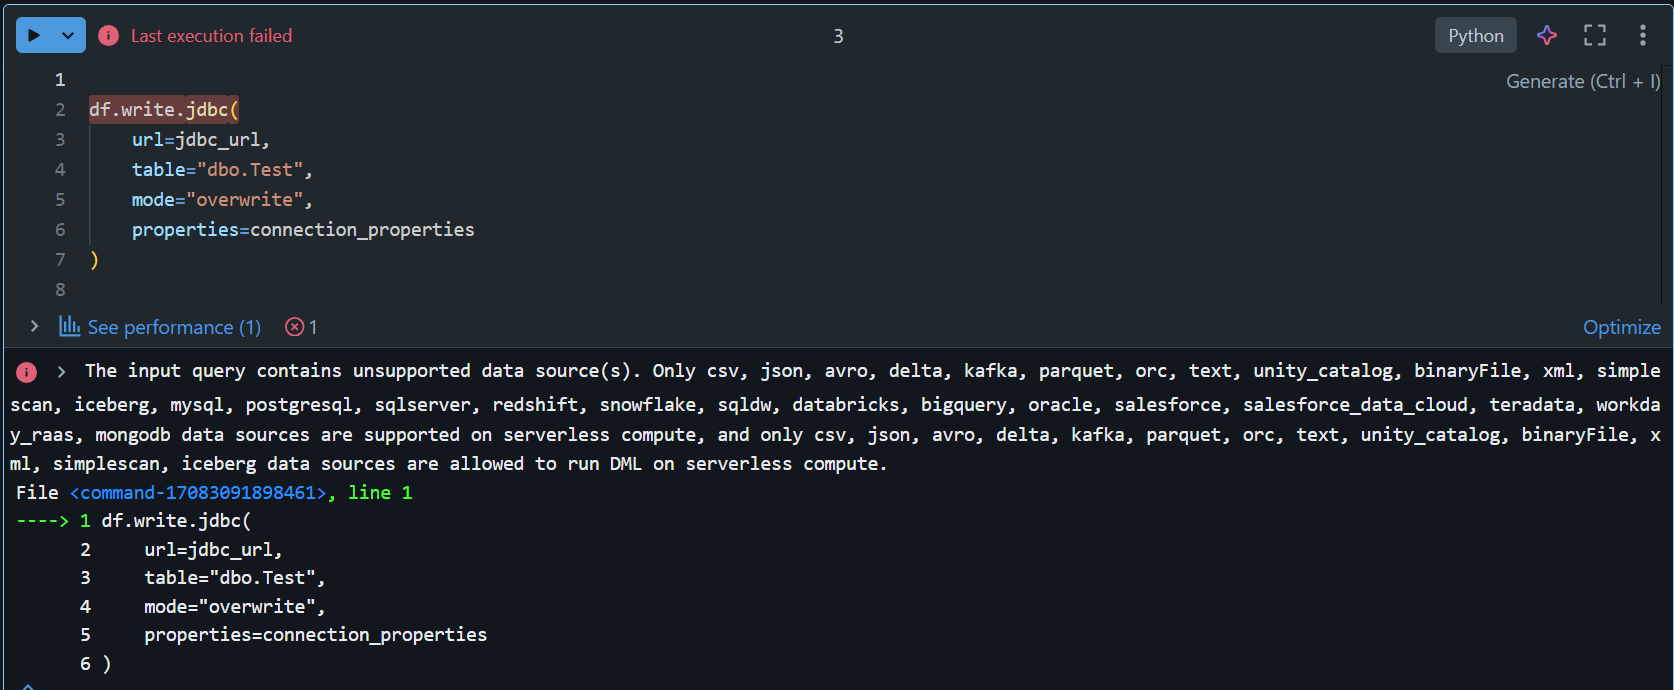 Last execution failed
3
Python
Generate (Ctrl + I)
1
2 df.write.jdbc(
3 url=jdbc_url,
4 table="dbo.Test",
5 mode="overwrite",
6 properties=connection_properties
7 )
8
See performance (1) 1
Optimize
The input query contains unsupported data source(s). Only csv, json, avro, delta, kafka, parquet, orc, text, unity_catalog, binaryFile, xml, simple
scan, iceberg, mysql, postgresql, sqlserver, redshift, snowflake, sqldw, databricks, bigquery, oracle, salesforce, salesforce_data_cloud, teradata, workda
y_raas, mongodb data sources are supported on serverless compute, and only csv, json, avro, delta, kafka, parquet, orc, text, unity_catalog, binaryFile, x
ml, simplescan, iceberg data sources are allowed to run DML on serverless compute.
File <command-17083091898461>, line 1
----> 1 df.write.jdbc(
2 url=jdbc_url,
3 table="dbo.Test",
4 mode="overwrite",
5 properties=connection_properties
6 )